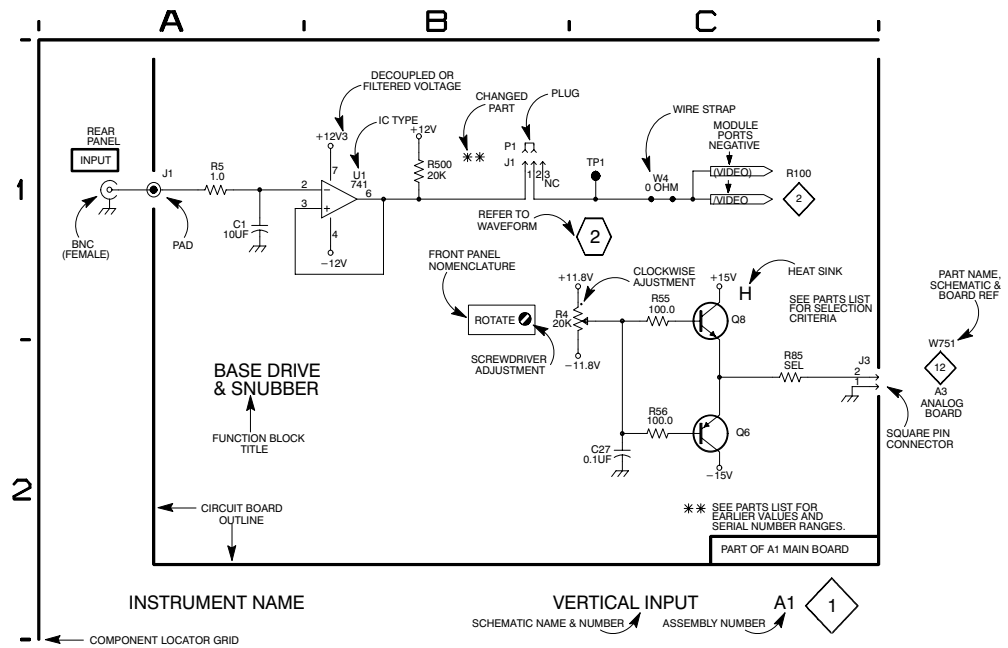 A B C
1
2
REAR
PANEL
INPUT
BNC
(FEMALE)
J1
PAD
R5
1.0
C1
10UF
DECOUPLED OR
FILTERED VOLTAGE
+12V3
IC TYPE
U1
741
2
3
7
6
4
−12V
+12V
R500
20K
CHANGED
PART
**
PLUG
P1
J1
1 2 3
NC
TP1
WIRE STRAP
W4
0 OHM
MODULE
PORTS
NEGATIVE
(VIDEO)
/VIDEO
R100
2
REFER TO
WAVEFORM
2
FRONT PANEL
NOMENCLATURE
ROTATE
SCREWDRIVER
ADJUSTMENT
+11.8V
CLOCKWISE
AJUSTMENT
R4
20K
−11.8V
R55
100.0
+15V
H
HEAT SINK
Q8
SEE PARTS LIST
FOR SELECTION
CRITERIA
R85
SEL
J3
2
1
PART NAME,
SCHEMATIC &
BOARD REF
W751
12
A3
ANALOG
BOARD
SQUARE PIN
CONNECTOR
R56
100.0
Q6
−15V
C27
0.1UF
BASE DRIVE
& SNUBBER
FUNCTION BLOCK
TITLE
CIRCUIT BOARD
OUTLINE
** SEE PARTS LIST FOR
EARLIER VALUES AND
SERIAL NUMBER RANGES.
PART OF A1 MAIN BOARD
INSTRUMENT NAME
VERTICAL INPUT
A1
1
SCHEMATIC NAME & NUMBER
ASSEMBLY NUMBER
COMPONENT LOCATOR GRID